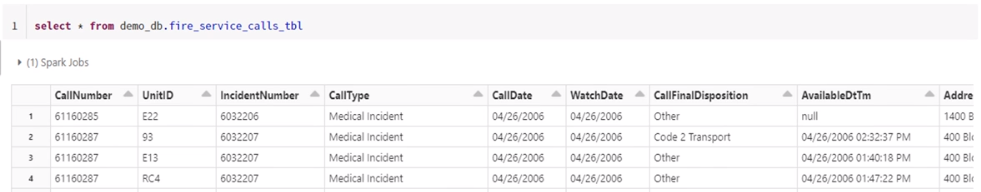 1 select * from demo_db.fire_service_calls_tbl
(1) Spark Jobs
CallNumber UnitID IncidentNumber CallType CallDate WatchDate CallFinalDisposition AvailableDtTm Addre
1 61160285 E22 6032206 Medical Incident 04/26/2006 04/26/2006 Other null 1400 B
2 61160287 93 6032207 Medical Incident 04/26/2006 04/26/2006 Code 2 Transport 04/26/2006 02:32:37 PM 400 Blo
3 61160287 E13 6032207 Medical Incident 04/26/2006 04/26/2006 Other 04/26/2006 01:40:18 PM 400 Blo
4 61160287 RC4 6032207 Medical Incident 04/26/2006 04/26/2006 Other 04/26/2006 01:47:22 PM 400 Blo